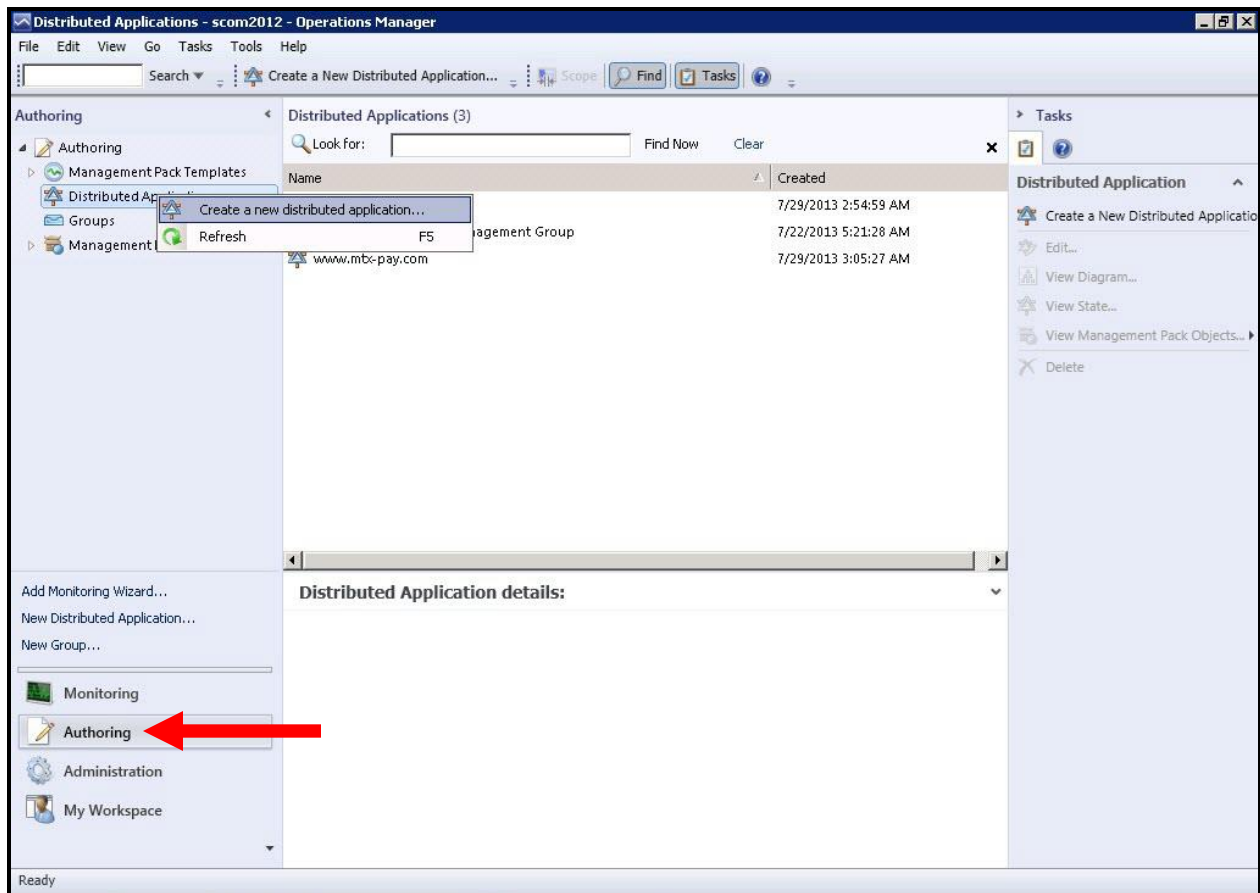 Distributed Applications - scom2012 - Operations Manager
File Edit View Go Tasks Tools Help
Search Create a New Distributed Application... Scope Find Tasks
Authoring
Authoring
Management Pack Templates
Distributed
Groups
Management
Create a new distributed application...
Refresh F5
Add Monitoring Wizard...
New Distributed Application...
New Group...
Monitoring
Authoring
Administration
My Workspace
Distributed Applications (3)
Look for: Find Now Clear
Name Created
7/29/2013 2:54:59 AM
agement Group 7/22/2013 5:21:28 AM
www.mtx-pay.com 7/29/2013 3:05:27 AM
Distributed Application details:
Tasks
Distributed Application
Create a New Distributed Applicatio
Edit...
View Diagram...
View State...
View Management Pack Objects...
Delete
Ready